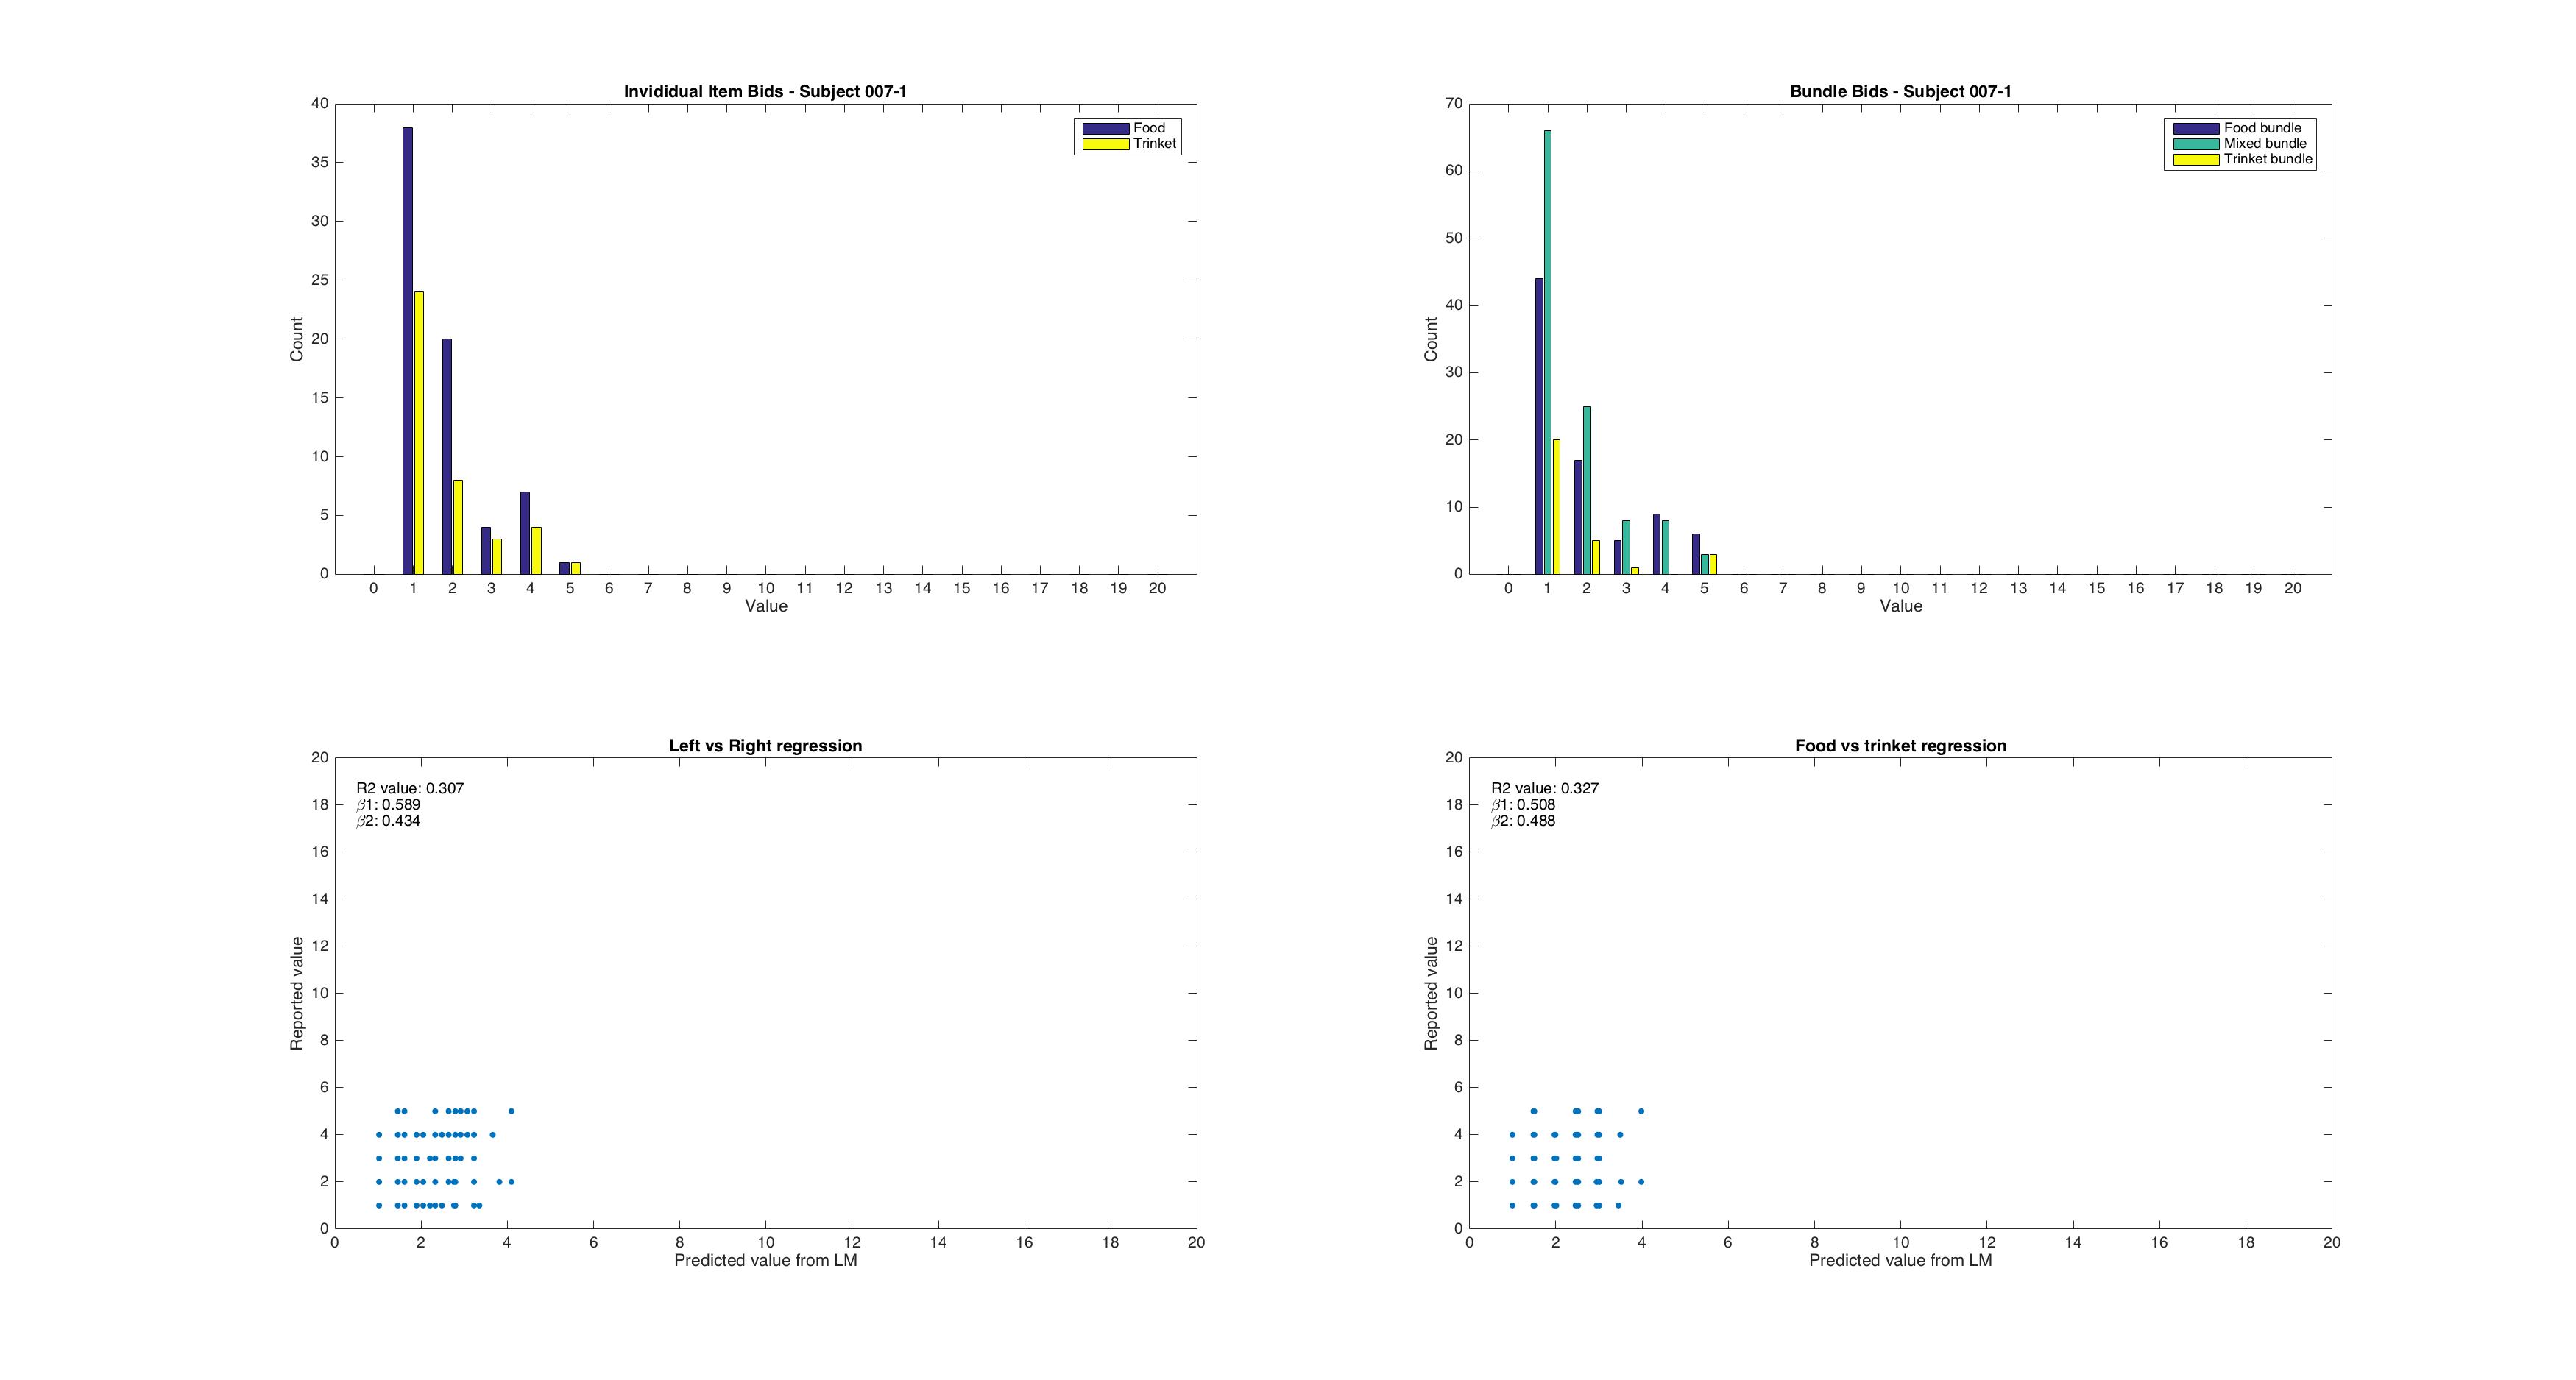 Invididual Item Bids - Subject 007-1
40
35
30
25
20
15
10
5
0
Count
Food
Trinket
0 1 2 3 4 5 6 7 8 9 10 11 12 13 14 15 16 17 18 19 20
Value
Bundle Bids - Subject 007-1
70
60
50
40
30
20
10
0
Count
Food bundle
Mixed bundle
Trinket bundle
0 1 2 3 4 5 6 7 8 9 10 11 12 13 14 15 16 17 18 19 20
Value
Left vs Right regression
20
18
16
14
12
10
8
6
4
2
0
Reported value
R2 value: 0.307
β1: 0.589
β2: 0.434
0 2 4 6 8 10 12 14 16 18 20
Predicted value from LM
Food vs trinket regression
20
18
16
14
12
10
8
6
4
2
0
Reported value
R2 value: 0.327
β1: 0.508
β2: 0.488
0 2 4 6 8 10 12 14 16 18 20
Predicted value from LM